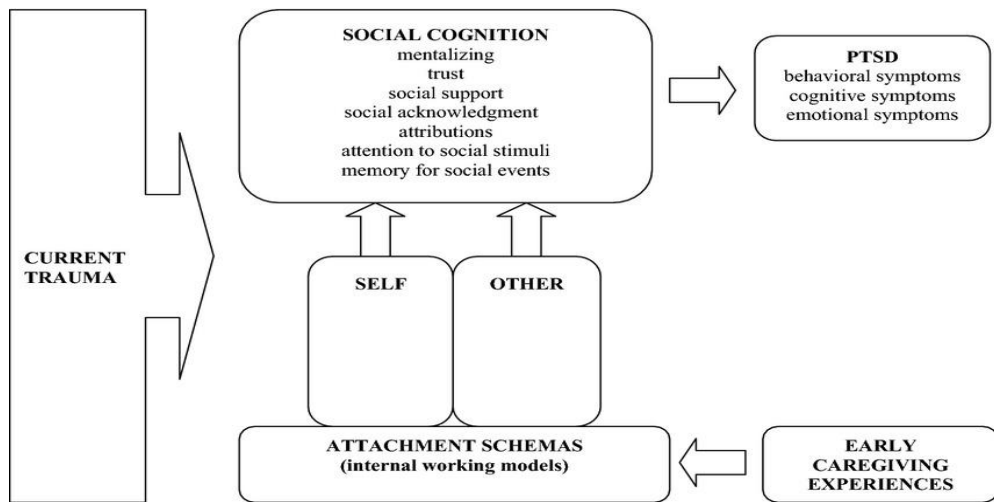 SOCIAL COGNITION
mentalizing
trust
social support
social acknowledgment
attributions
attention to social stimuli
memory for social events
PTSD
behavioral symptoms
cognitive symptoms
emotional symptoms
CURRENT
TRAUMA
SELF
OTHER
ATTACHMENT SCHEMAS
(internal working models)
EARLY
CAREGIVING
EXPERIENCES